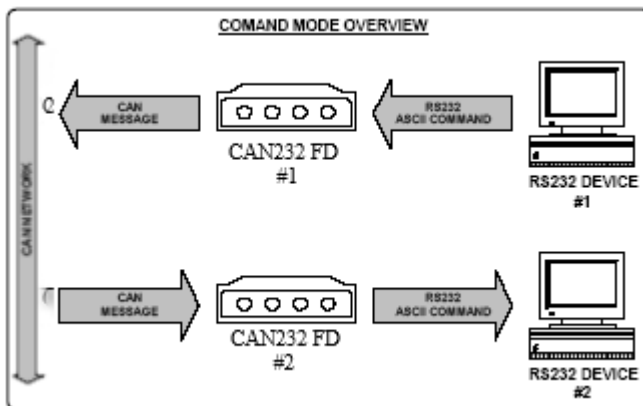 COMAND MODE OVERVIEW
CAN NETWORK
CAN
MESSAGE
CAN232 FD
#1
RS232
ASCII COMMAND
RS232 DEVICE
#1
CAN
MESSAGE
CAN232 FD
#2
RS232
ASCII COMMAND
RS232 DEVICE
#2